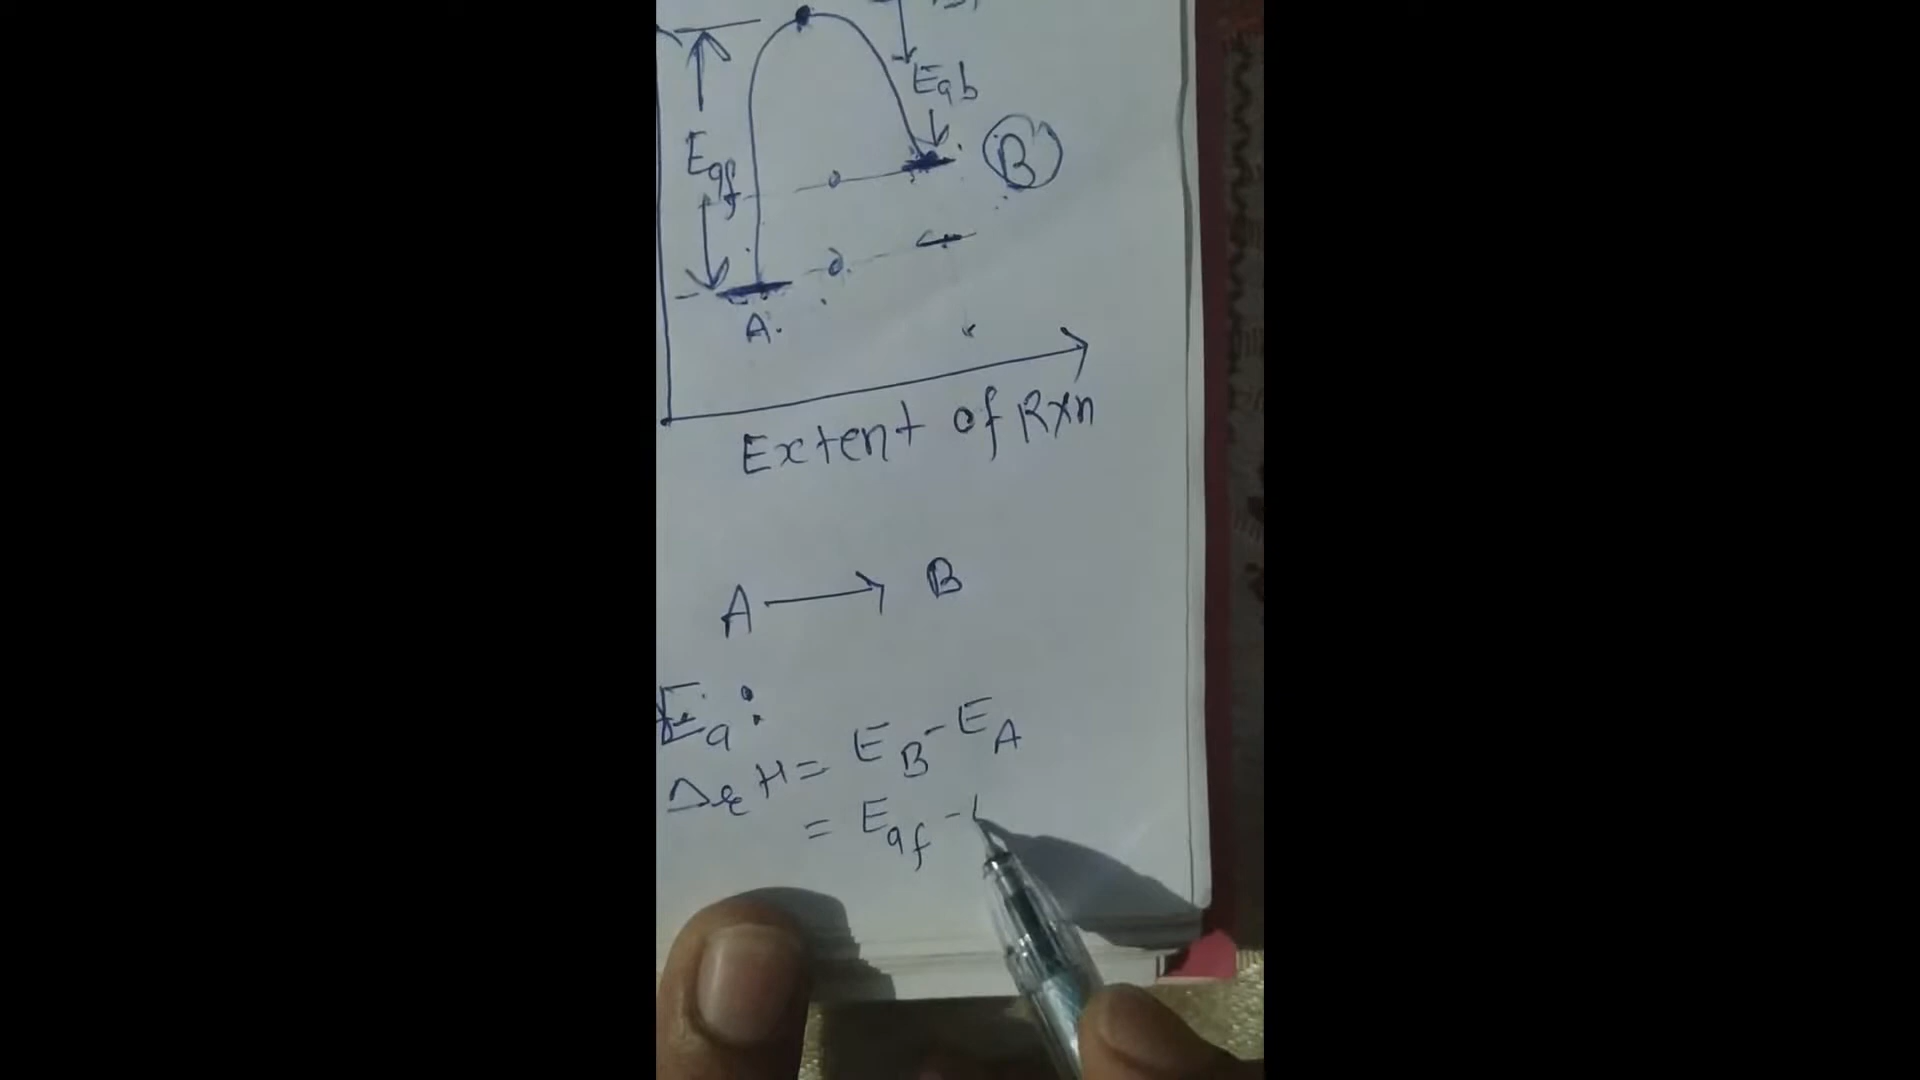 Eab
Eaf
B
A.
Extent of Rxn
A → B
Ea:
ΔrH = EB - EA
= Eaf -